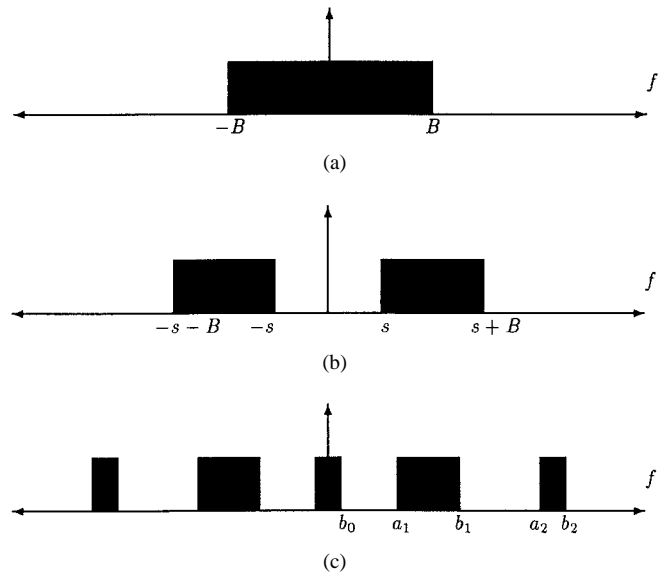 f
-B B
(a)
f
-s - B -s s s + B
(b)
f
b₀ a₁ b₁ a₂ b₂
(c)